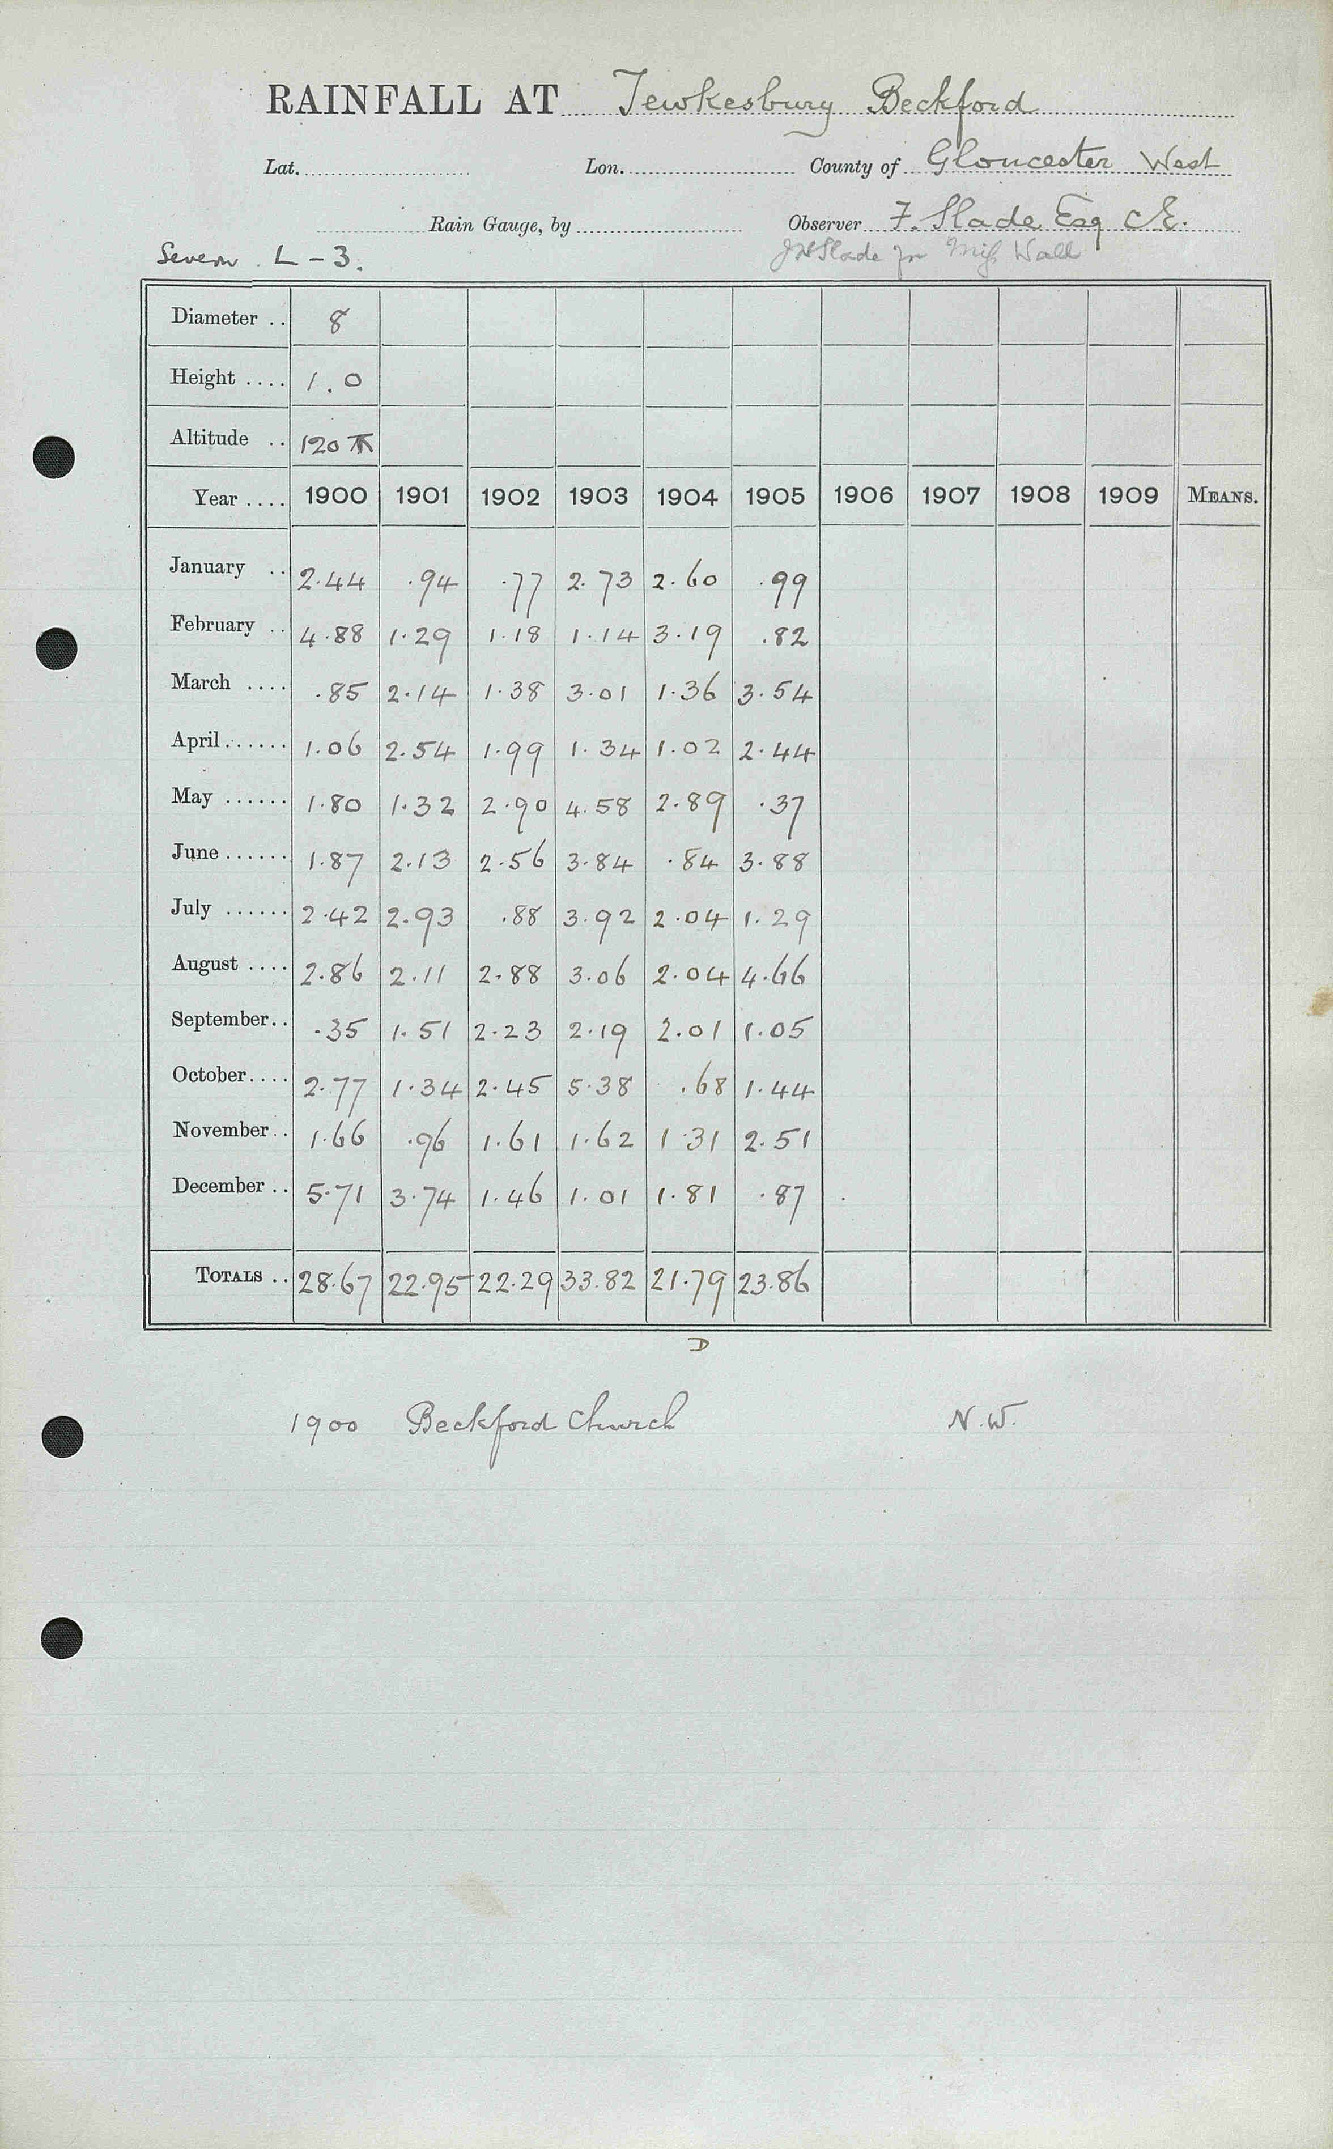 RAINFALL AT Tewkesbury Beckford
Lat. Lon. County of Gloucester West
Rain Gauge, by Observer F. Slade Esq C.E.
Severn L - 3. J N Slade for Miss Wall
Diameter .. 8
Height .... 1.0
Altitude .. 120
Year .... 1900 1901 1902 1903 1904 1905 1906 1907 1908 1909 MEANS.
January .. 2.44 .94 .77 2.73 2.60 .99
February .. 4.88 1.29 1.18 1.14 3.19 .82
March .... .85 2.14 1.38 3.01 1.36 3.54
April...... 1.06 2.54 1.99 1.34 1.02 2.44
May ...... 1.80 1.32 2.90 4.58 2.89 .37
June ...... 1.87 2.13 2.56 3.84 .84 3.88
July ...... 2.42 2.93 .88 3.92 2.04 1.29
August .... 2.86 2.11 2.88 3.06 2.04 4.66
September.. .35 1.51 2.23 2.19 2.01 1.05
October.... 2.77 1.34 2.45 5.38 .68 1.44
November.. 1.66 .96 1.61 1.62 1.31 2.51
December .. 5.71 3.74 1.46 1.01 1.81 .87
TOTALS .. 28.67 22.95 22.29 33.82 21.79 23.86
D
1900 Beckford Church N.W.